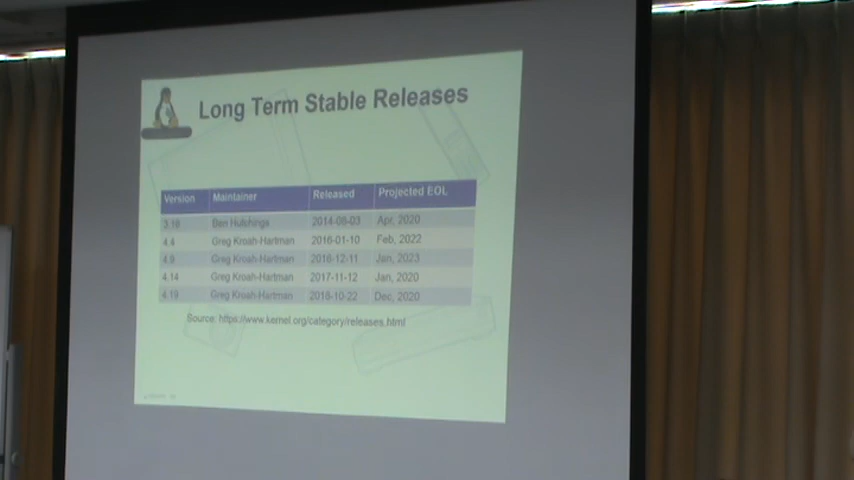 Long Term Stable Releases
Version Maintainer Released Projected EOL
3.16 Ben Hutchings 2014-08-03 Apr, 2020
4.4 Greg Kroah-Hartman 2016-01-10 Feb, 2022
4.9 Greg Kroah-Hartman 2016-12-11 Jan, 2023
4.14 Greg Kroah-Hartman 2017-11-12 Jan, 2020
4.19 Greg Kroah-Hartman 2018-10-22 Dec, 2020
Source: https://www.kernel.org/category/releases.html